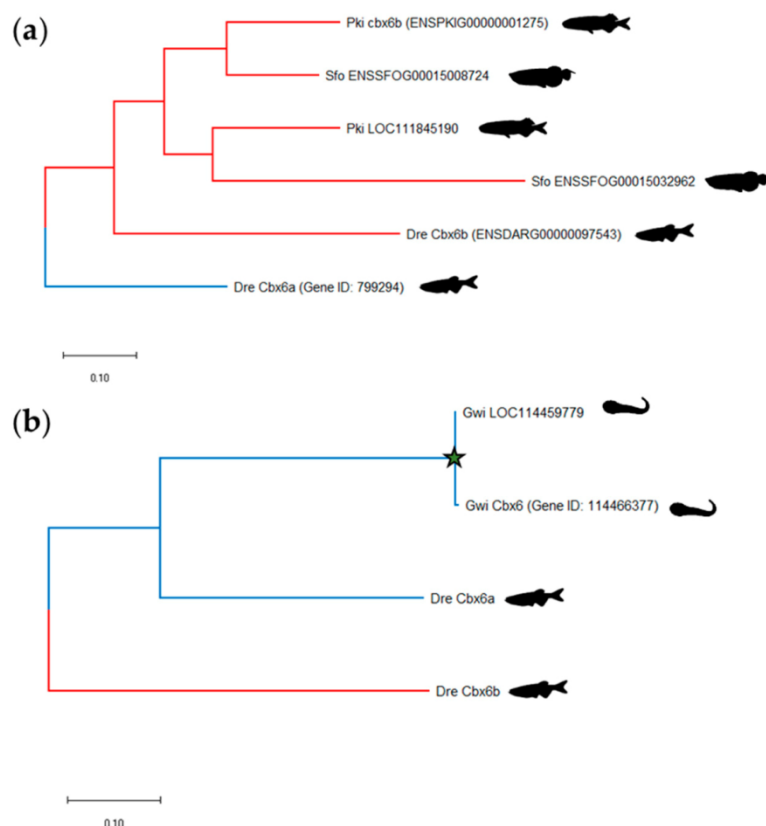 (a)
Pki cbx6b (ENSPKIG00000001275)
Sfo ENSSFOG00015008724
Pki LOC111845190
Sfo ENSSFOG00015032962
Dre Cbx6b (ENSDARG00000097543)
Dre Cbx6a (Gene ID: 799294)
0.10
(b)
Gwi LOC114459779
Gwi Cbx6 (Gene ID: 114466377)
Dre Cbx6a
Dre Cbx6b
0.10